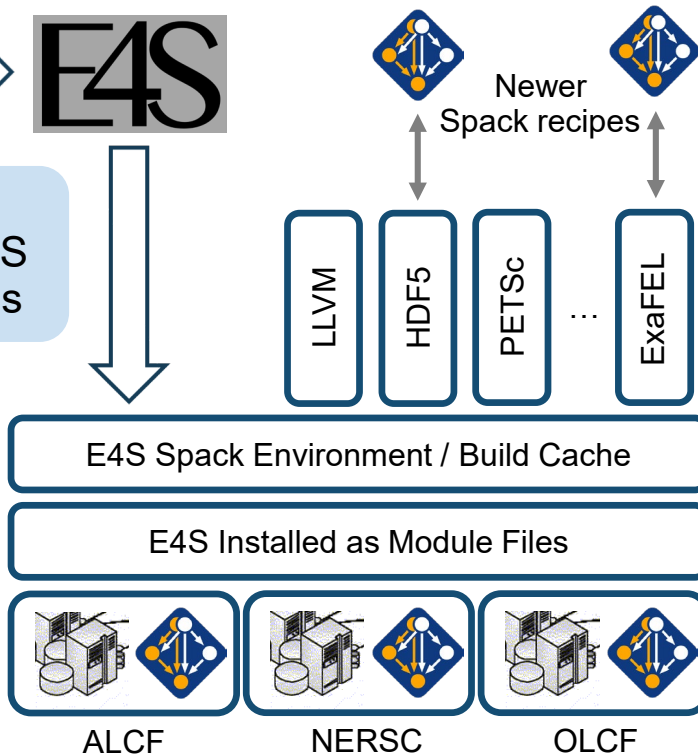 E4S
Newer
Spack recipes
S
s
LLVM
HDF5
PETSc
...
ExaFEL
E4S Spack Environment / Build Cache
E4S Installed as Module Files
ALCF
NERSC
OLCF